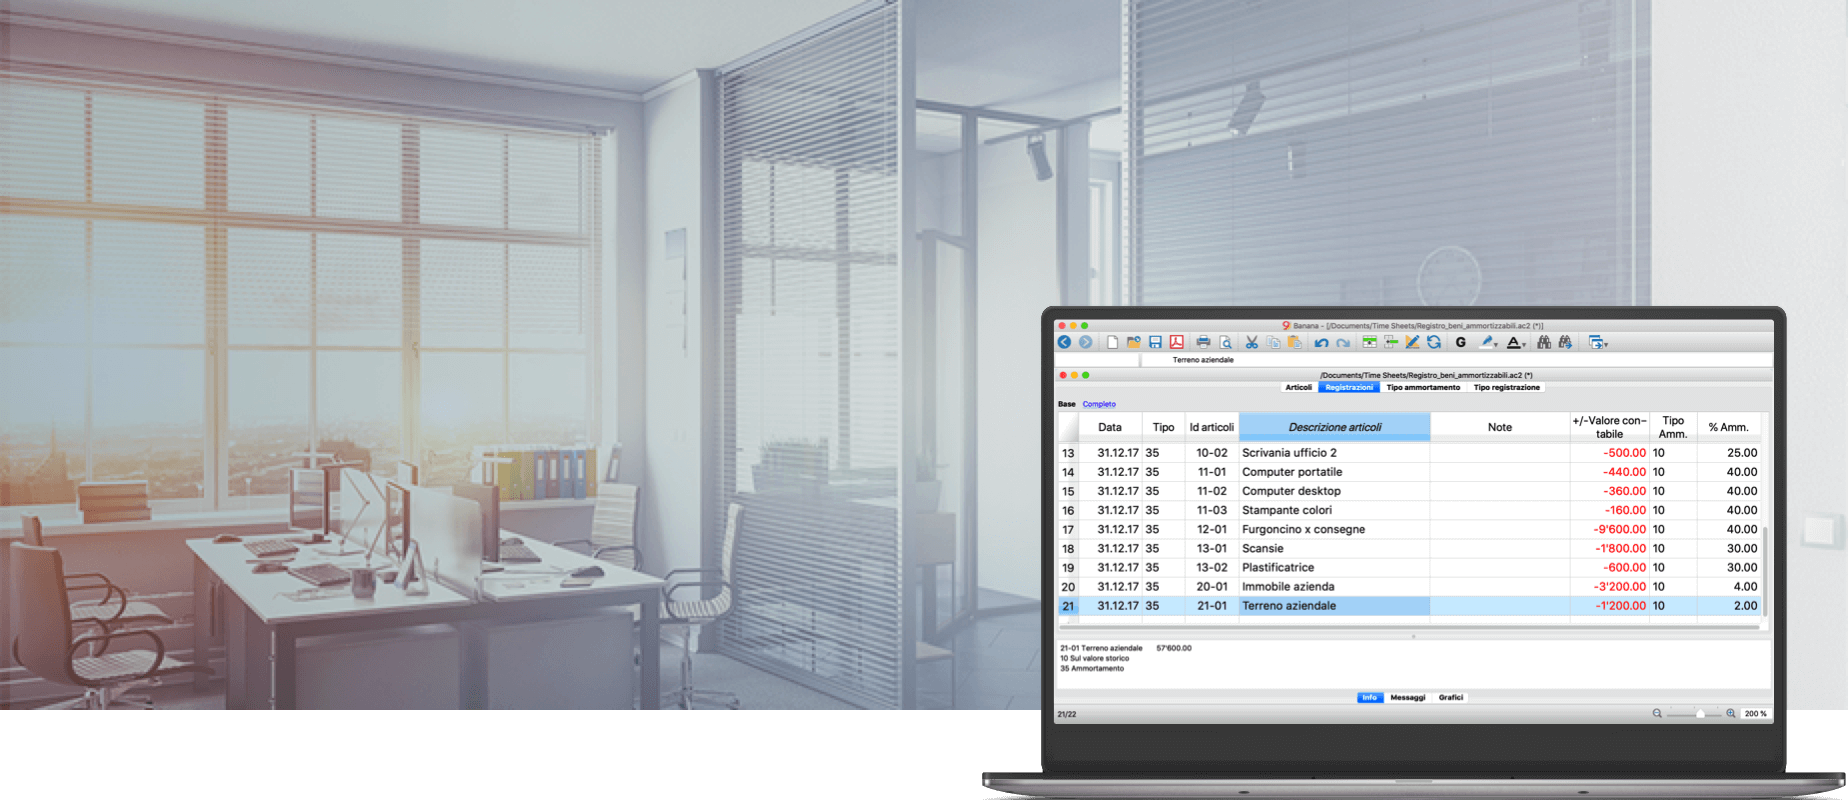 Banana - [/Documents/Time Sheets/Registro_beni_ammortizzabili.ac2 (*)]
G A
Terreno aziendale
/Documents/Time Sheets/Registro_beni_ammortizzabili.ac2 (*)
Articoli Registrazioni Tipo ammortamento Tipo registrazione
Base Completo
Data Tipo Id articoli Descrizione articoli Note +/-Valore con-
tabile Tipo
Amm. % Amm.
13 31.12.17 35 10-02 Scrivania ufficio 2 -500.00 10 25.00
14 31.12.17 35 11-01 Computer portatile -440.00 10 40.00
15 31.12.17 35 11-02 Computer desktop -360.00 10 40.00
16 31.12.17 35 11-03 Stampante colori -160.00 10 40.00
17 31.12.17 35 12-01 Furgoncino x consegne -9'600.00 10 40.00
18 31.12.17 35 13-01 Scansie -1'800.00 10 30.00
19 31.12.17 35 13-02 Plastificatrice -600.00 10 30.00
20 31.12.17 35 20-01 Immobile azienda -3'200.00 10 4.00
21 31.12.17 35 21-01 Terreno aziendale -1'200.00 10 2.00
21-01 Terreno aziendale 57'600.00
10 Sul valore storico
35 Ammortamento
Info Messaggi Grafici
21/22 200 %